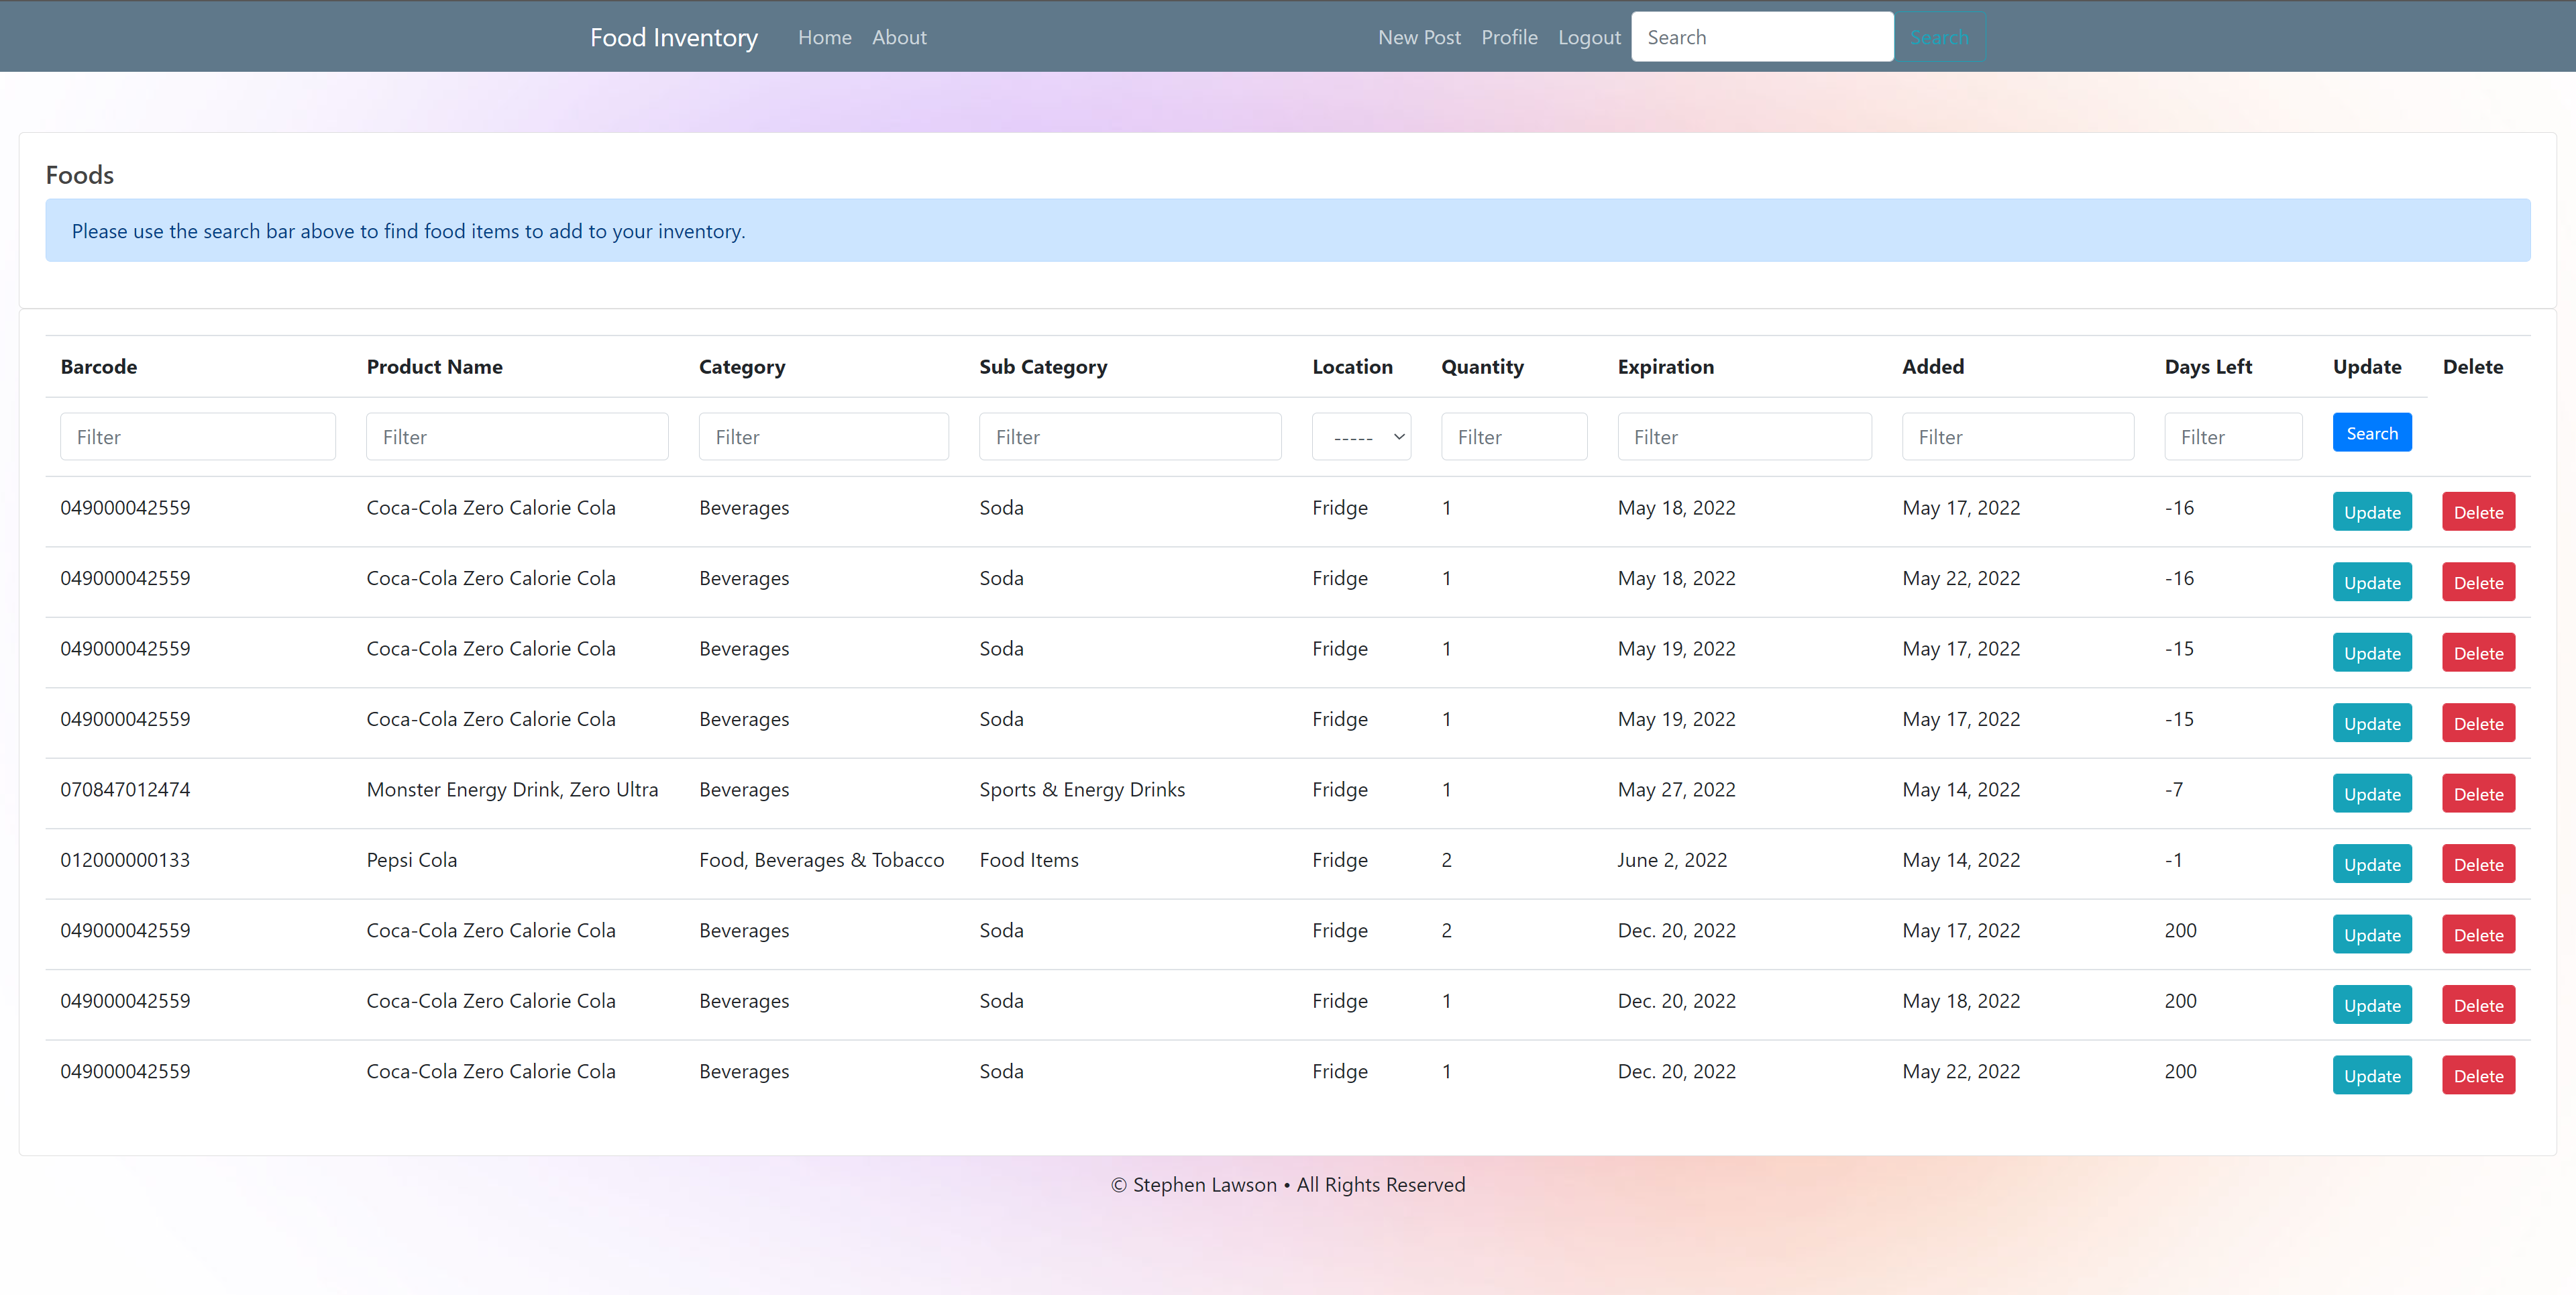 Food Inventory Home About New Post Profile Logout Search Search
Foods
Please use the search bar above to find food items to add to your inventory.
Barcode Product Name Category Sub Category Location Quantity Expiration Added Days Left Update Delete
Filter Filter Filter Filter ----- Filter Filter Filter Filter Search
049000042559 Coca-Cola Zero Calorie Cola Beverages Soda Fridge 1 May 18, 2022 May 17, 2022 -16 Update Delete
049000042559 Coca-Cola Zero Calorie Cola Beverages Soda Fridge 1 May 18, 2022 May 22, 2022 -16 Update Delete
049000042559 Coca-Cola Zero Calorie Cola Beverages Soda Fridge 1 May 19, 2022 May 17, 2022 -15 Update Delete
049000042559 Coca-Cola Zero Calorie Cola Beverages Soda Fridge 1 May 19, 2022 May 17, 2022 -15 Update Delete
070847012474 Monster Energy Drink, Zero Ultra Beverages Sports & Energy Drinks Fridge 1 May 27, 2022 May 14, 2022 -7 Update Delete
012000000133 Pepsi Cola Food, Beverages & Tobacco Food Items Fridge 2 June 2, 2022 May 14, 2022 -1 Update Delete
049000042559 Coca-Cola Zero Calorie Cola Beverages Soda Fridge 2 Dec. 20, 2022 May 17, 2022 200 Update Delete
049000042559 Coca-Cola Zero Calorie Cola Beverages Soda Fridge 1 Dec. 20, 2022 May 18, 2022 200 Update Delete
049000042559 Coca-Cola Zero Calorie Cola Beverages Soda Fridge 1 Dec. 20, 2022 May 22, 2022 200 Update Delete
© Stephen Lawson • All Rights Reserved